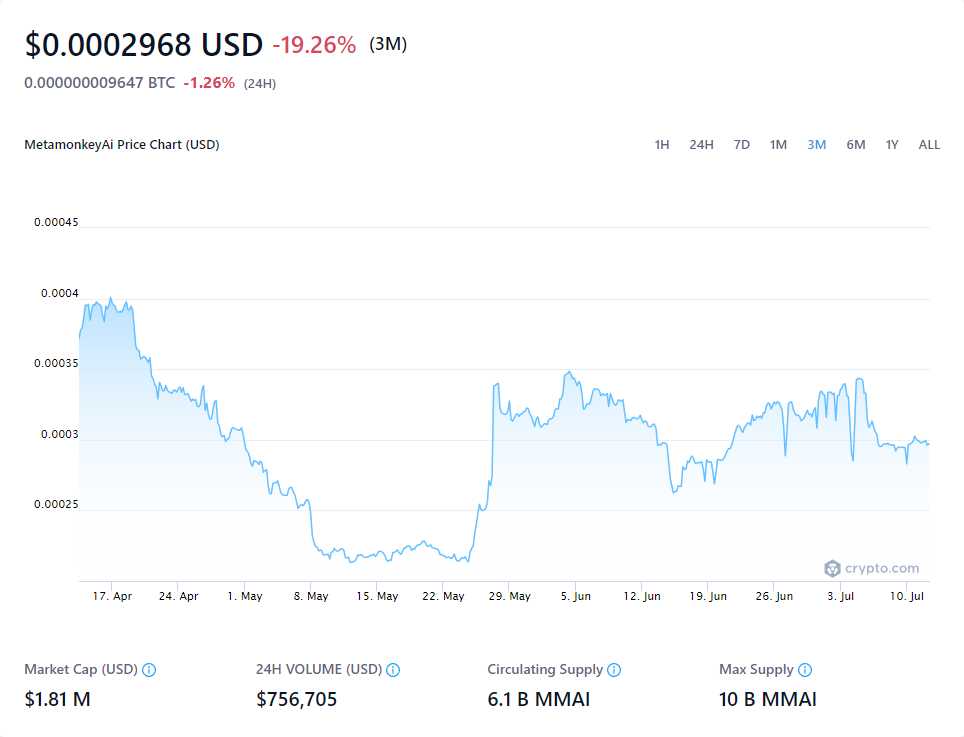 $0.0002968 USD -19.26% (3M)
0.000000009647 BTC -1.26% (24H)
MetamonkeyAi Price Chart (USD)
1H 24H 7D 1M 3M 6M 1Y ALL
0.00045
0.0004
0.00035
0.0003
0.00025
crypto.com
17. Apr 24. Apr 1. May 8. May 15. May 22. May 29. May 5. Jun 12. Jun 19. Jun 26. Jun 3. Jul 10. Jul
Market Cap (USD) 24H VOLUME (USD) Circulating Supply Max Supply
$1.81 M $756,705 6.1 B MMAI 10 B MMAI